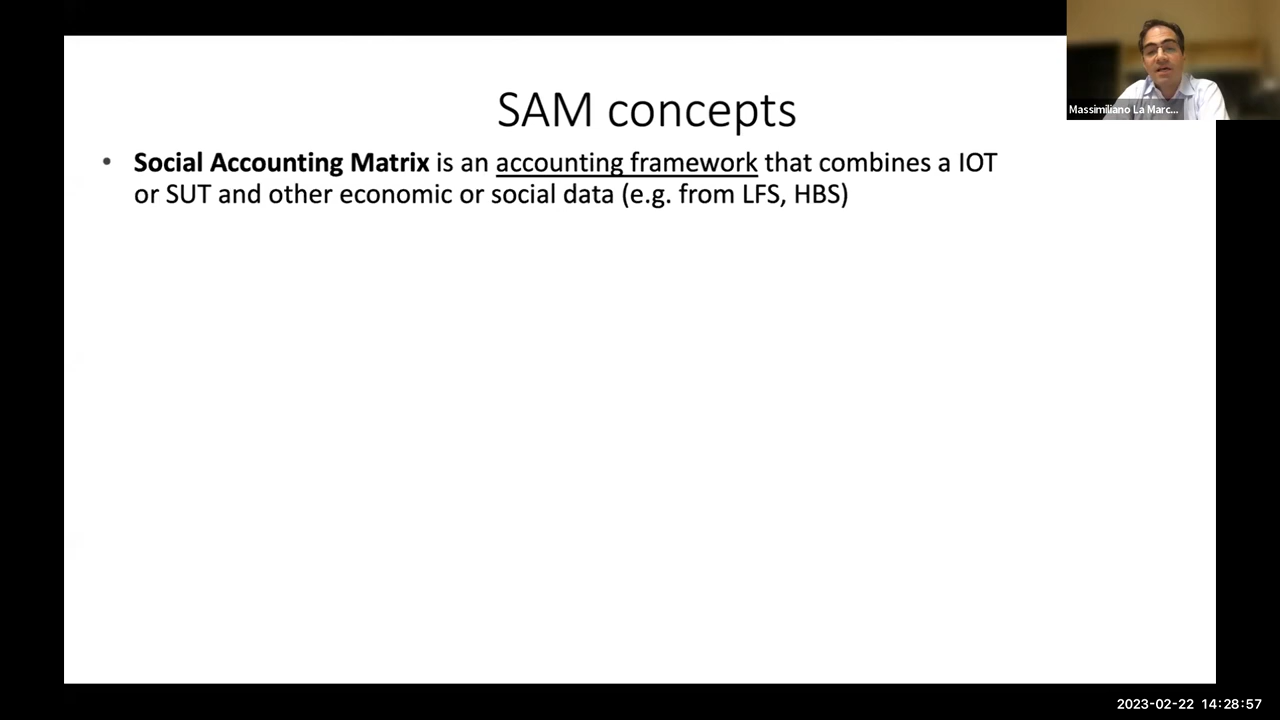 SAM concepts
• Social Accounting Matrix is an accounting framework that combines a IOT
or SUT and other economic or social data (e.g. from LFS, HBS)
Massimiliano La Marc...
2023-02-22 14:28:57